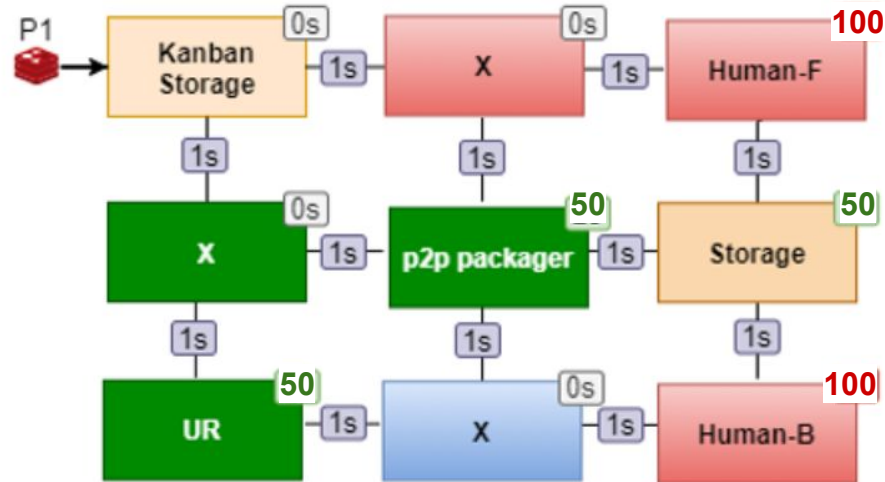 P1
0s
0s
100
Kanban
Storage
1s
X
1s
Human-F
1s
1s
1s
0s
50
50
X
1s
p2p packager
1s
Storage
1s
1s
1s
50
0s
100
UR
1s
X
1s
Human-B